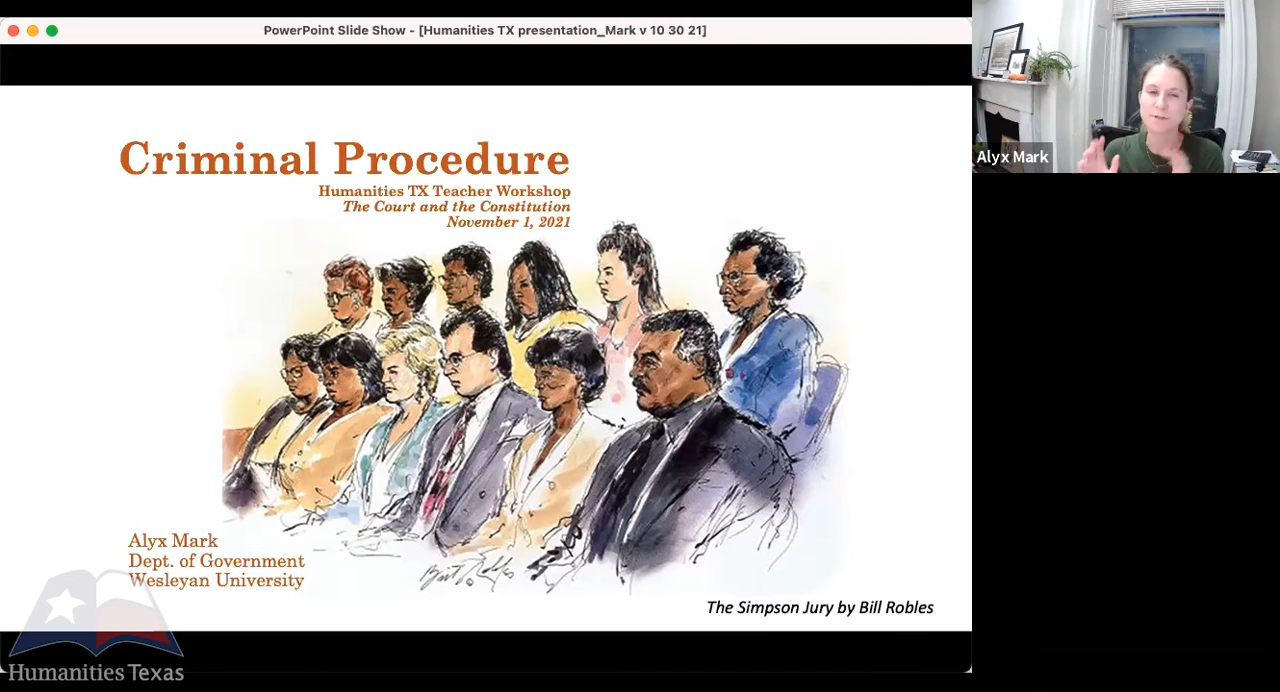 PowerPoint Slide Show - [Humanities TX presentation_Mark v 10 30 21]
Criminal Procedure
Humanities TX Teacher Workshop
The Court and the Constitution
November 1, 2021
Alyx Mark
Alyx Mark
Dept. of Government
Wesleyan University
The Simpson Jury by Bill Robles
Humanities Texas